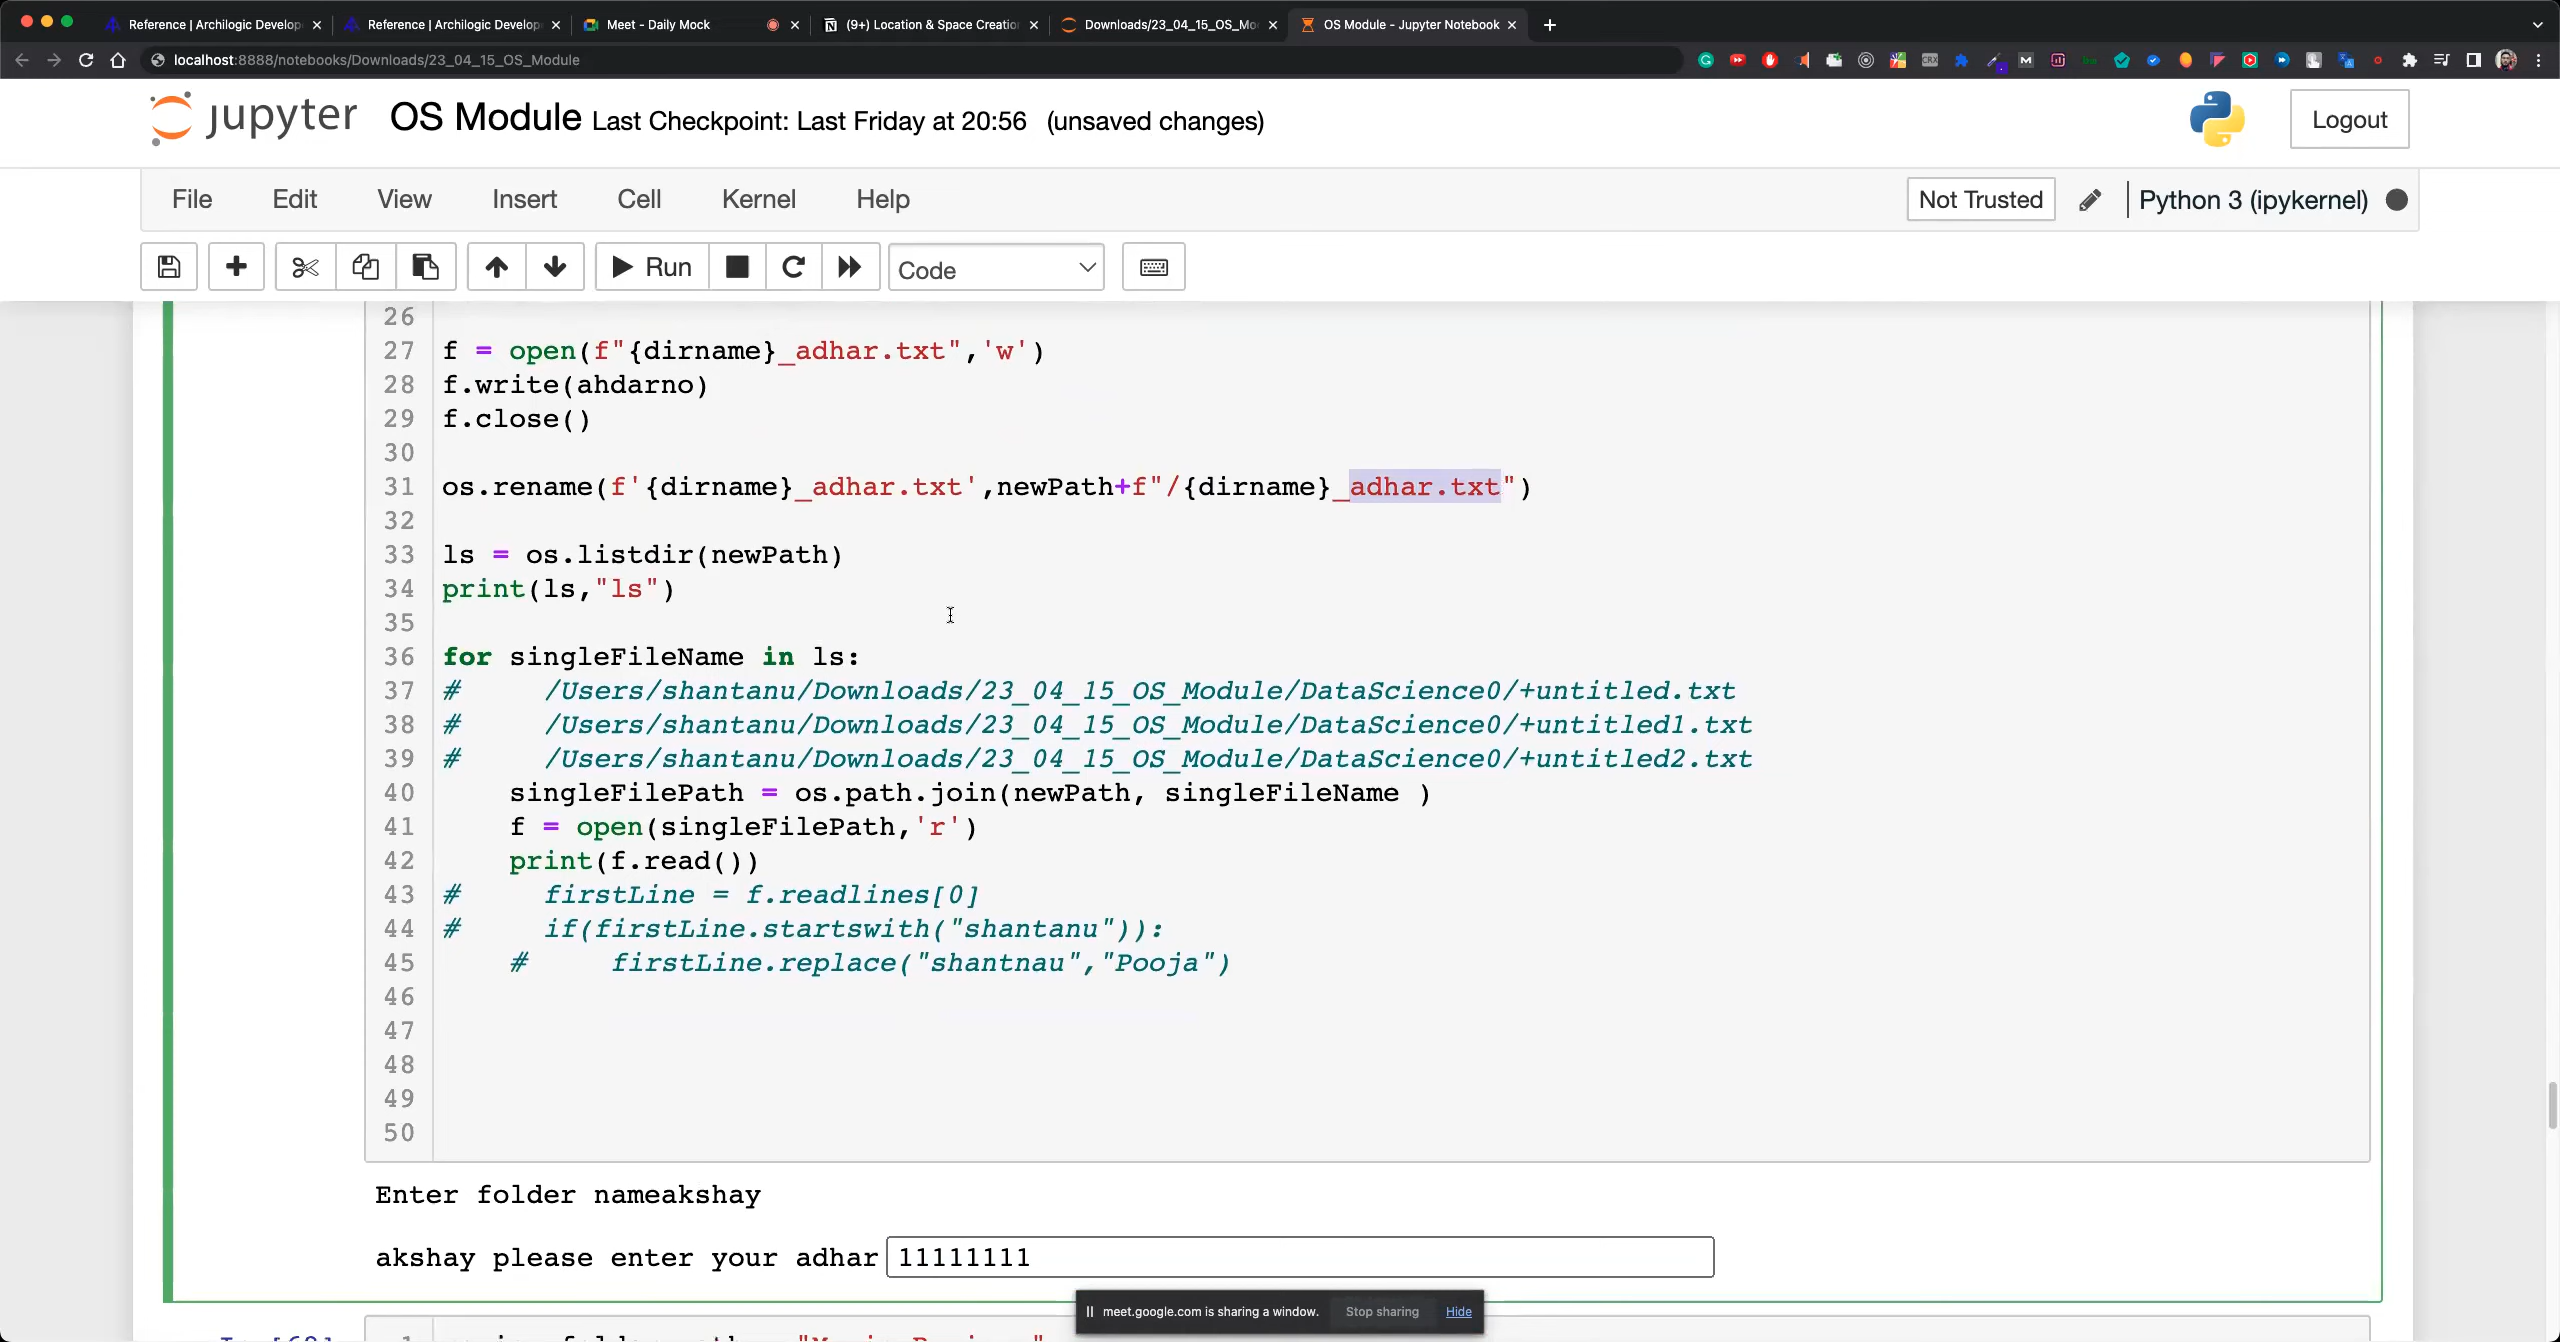 Reference | Archilogic Develop
Reference | Archilogic Develop
Meet - Daily Mock
(9+) Location & Space Creation
Downloads/23_04_15_OS_Mo
OS Module - Jupyter Notebook
localhost:8888/notebooks/Downloads/23_04_15_OS_Module
jupyter OS Module Last Checkpoint: Last Friday at 20:56 (unsaved changes)
Logout
File Edit View Insert Cell Kernel Help
Not Trusted Python 3 (ipykernel)
Run Code
26
27 f = open(f"{dirname}_adhar.txt",'w')
28 f.write(ahdarno)
29 f.close()
30
31 os.rename(f'{dirname}_adhar.txt',newPath+f"/{dirname}_adhar.txt")
32
33 ls = os.listdir(newPath)
34 print(ls,"ls")
35
36 for singleFileName in ls:
37 # /Users/shantanu/Downloads/23_04_15_OS_Module/DataScience0/+untitled.txt
38 # /Users/shantanu/Downloads/23_04_15_OS_Module/DataScience0/+untitled1.txt
39 # /Users/shantanu/Downloads/23_04_15_OS_Module/DataScience0/+untitled2.txt
40 singleFilePath = os.path.join(newPath, singleFileName )
41 f = open(singleFilePath,'r')
42 print(f.read())
43 # firstLine = f.readlines[0]
44 # if(firstLine.startswith("shantanu")):
45 # firstLine.replace("shantnau","Pooja")
46
47
48
49
50
Enter folder nameakshay
akshay please enter your adhar 11111111
meet.google.com is sharing a window. Stop sharing Hide